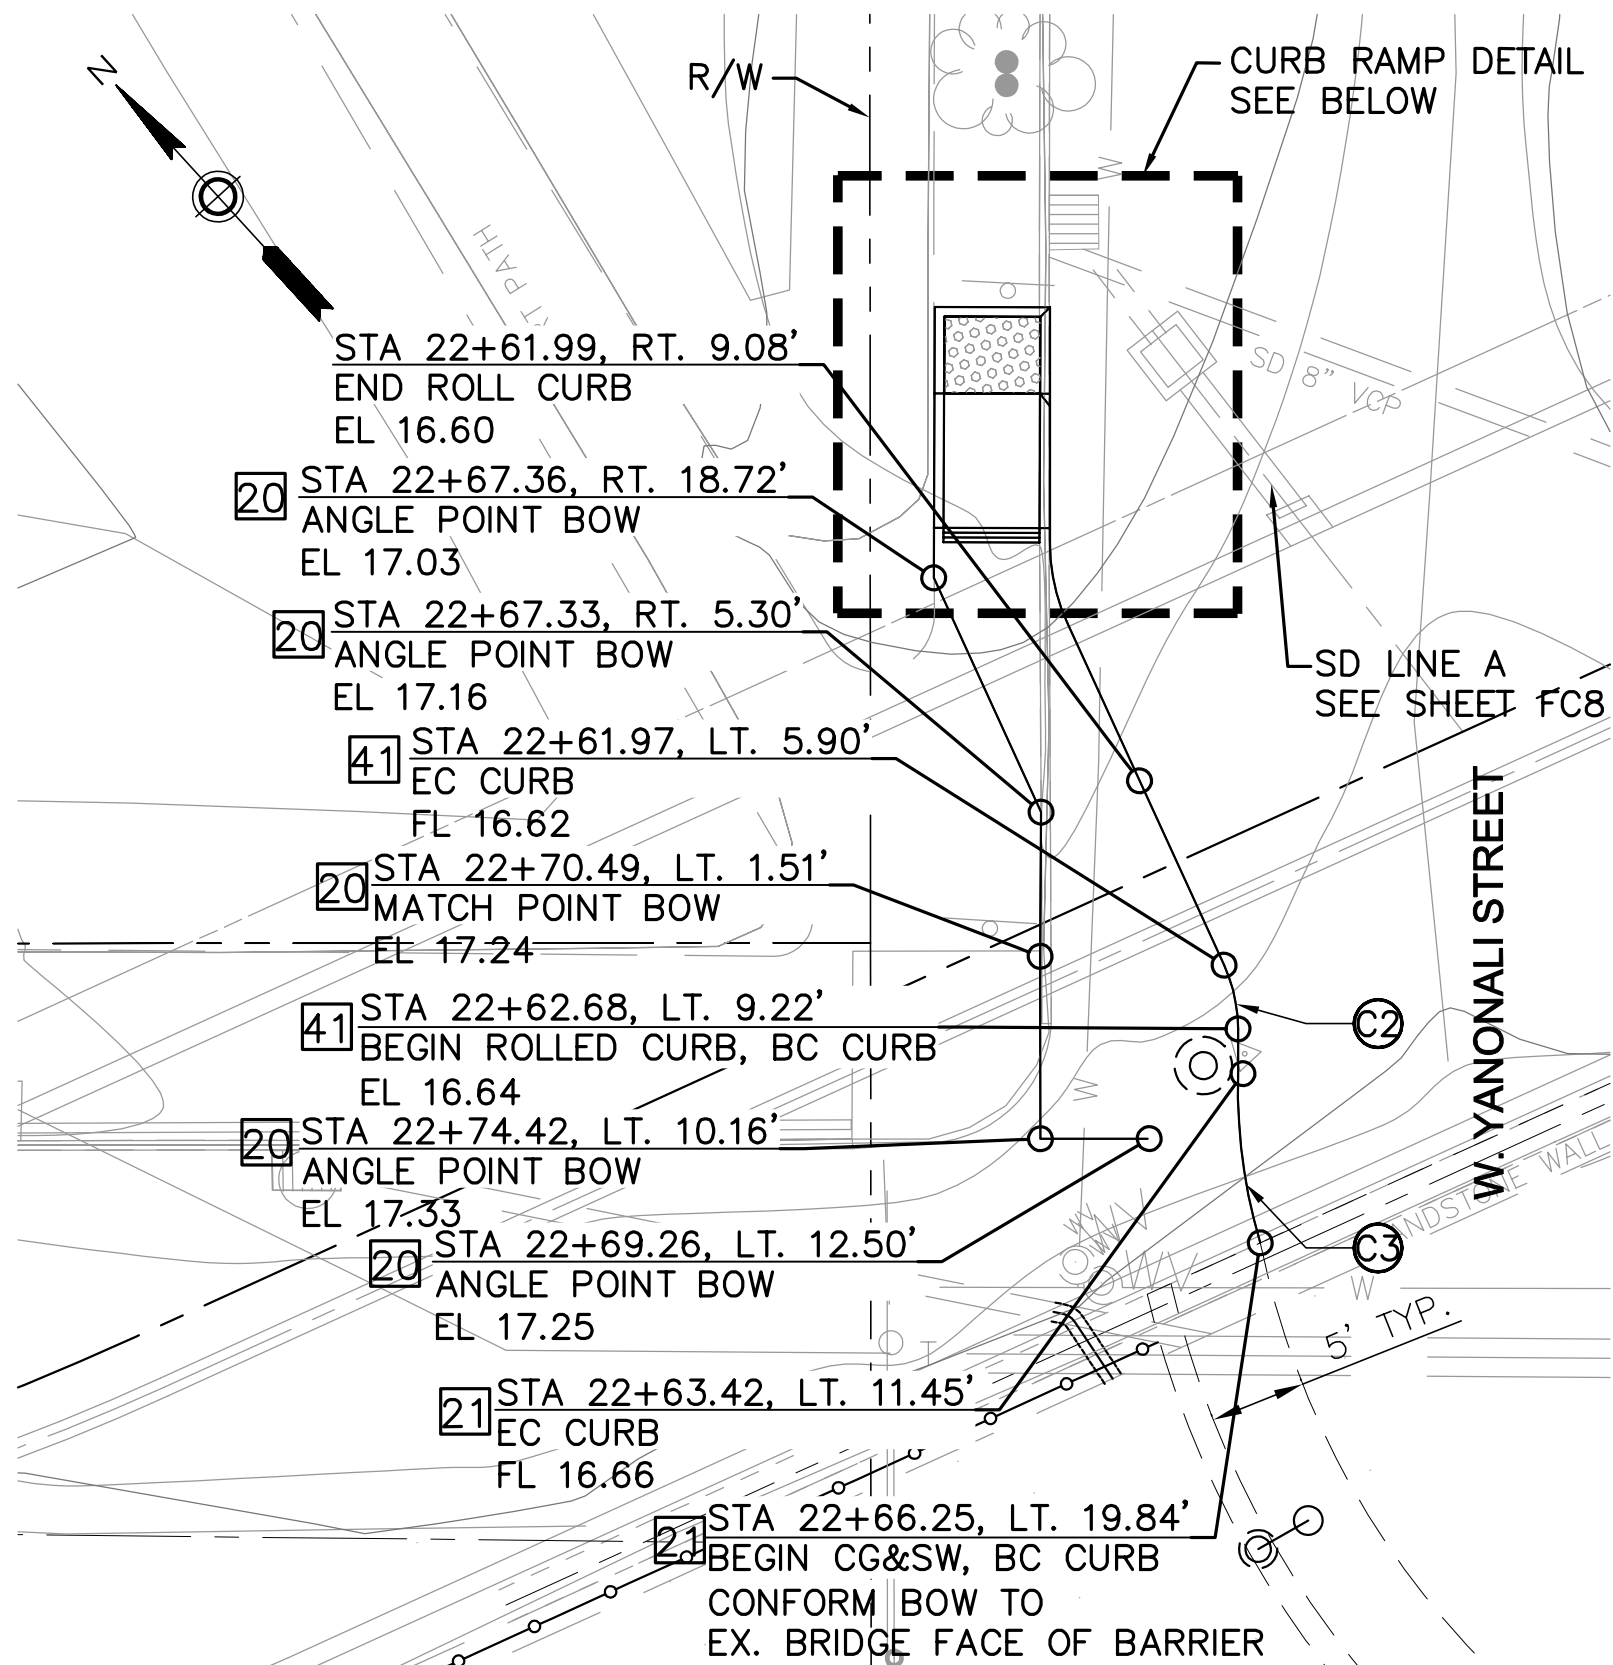 N
R/W
CURB RAMP DETAIL
SEE BELOW
STA 22+61.99, RT. 9.08'
END ROLL CURB
EL 16.60
20
STA 22+67.36, RT. 18.72'
ANGLE POINT BOW
EL 17.03
20
STA 22+67.33, RT. 5.30'
ANGLE POINT BOW
EL 17.16
SD 8" VCP
SD LINE A
SEE SHEET FC8
41
STA 22+61.97, LT. 5.90'
EC CURB
FL 16.62
20
STA 22+70.49, LT. 1.51'
MATCH POINT BOW
EL 17.24
41
STA 22+62.68, LT. 9.22'
BEGIN ROLLED CURB, BC CURB
EL 16.64
C2
W. YANONALI STREET
20
STA 22+74.42, LT. 10.16'
ANGLE POINT BOW
EL 17.33
20
STA 22+69.26, LT. 12.50'
ANGLE POINT BOW
EL 17.25
C3
WALL
W
W
W
WV
WV
WV
T
5' TYP.
21
STA 22+63.42, LT. 11.45'
EC CURB
FL 16.66
21
STA 22+66.25, LT. 19.84'
BEGIN CG&SW, BC CURB
CONFORM BOW TO
EX. BRIDGE FACE OF BARRIER
PATH